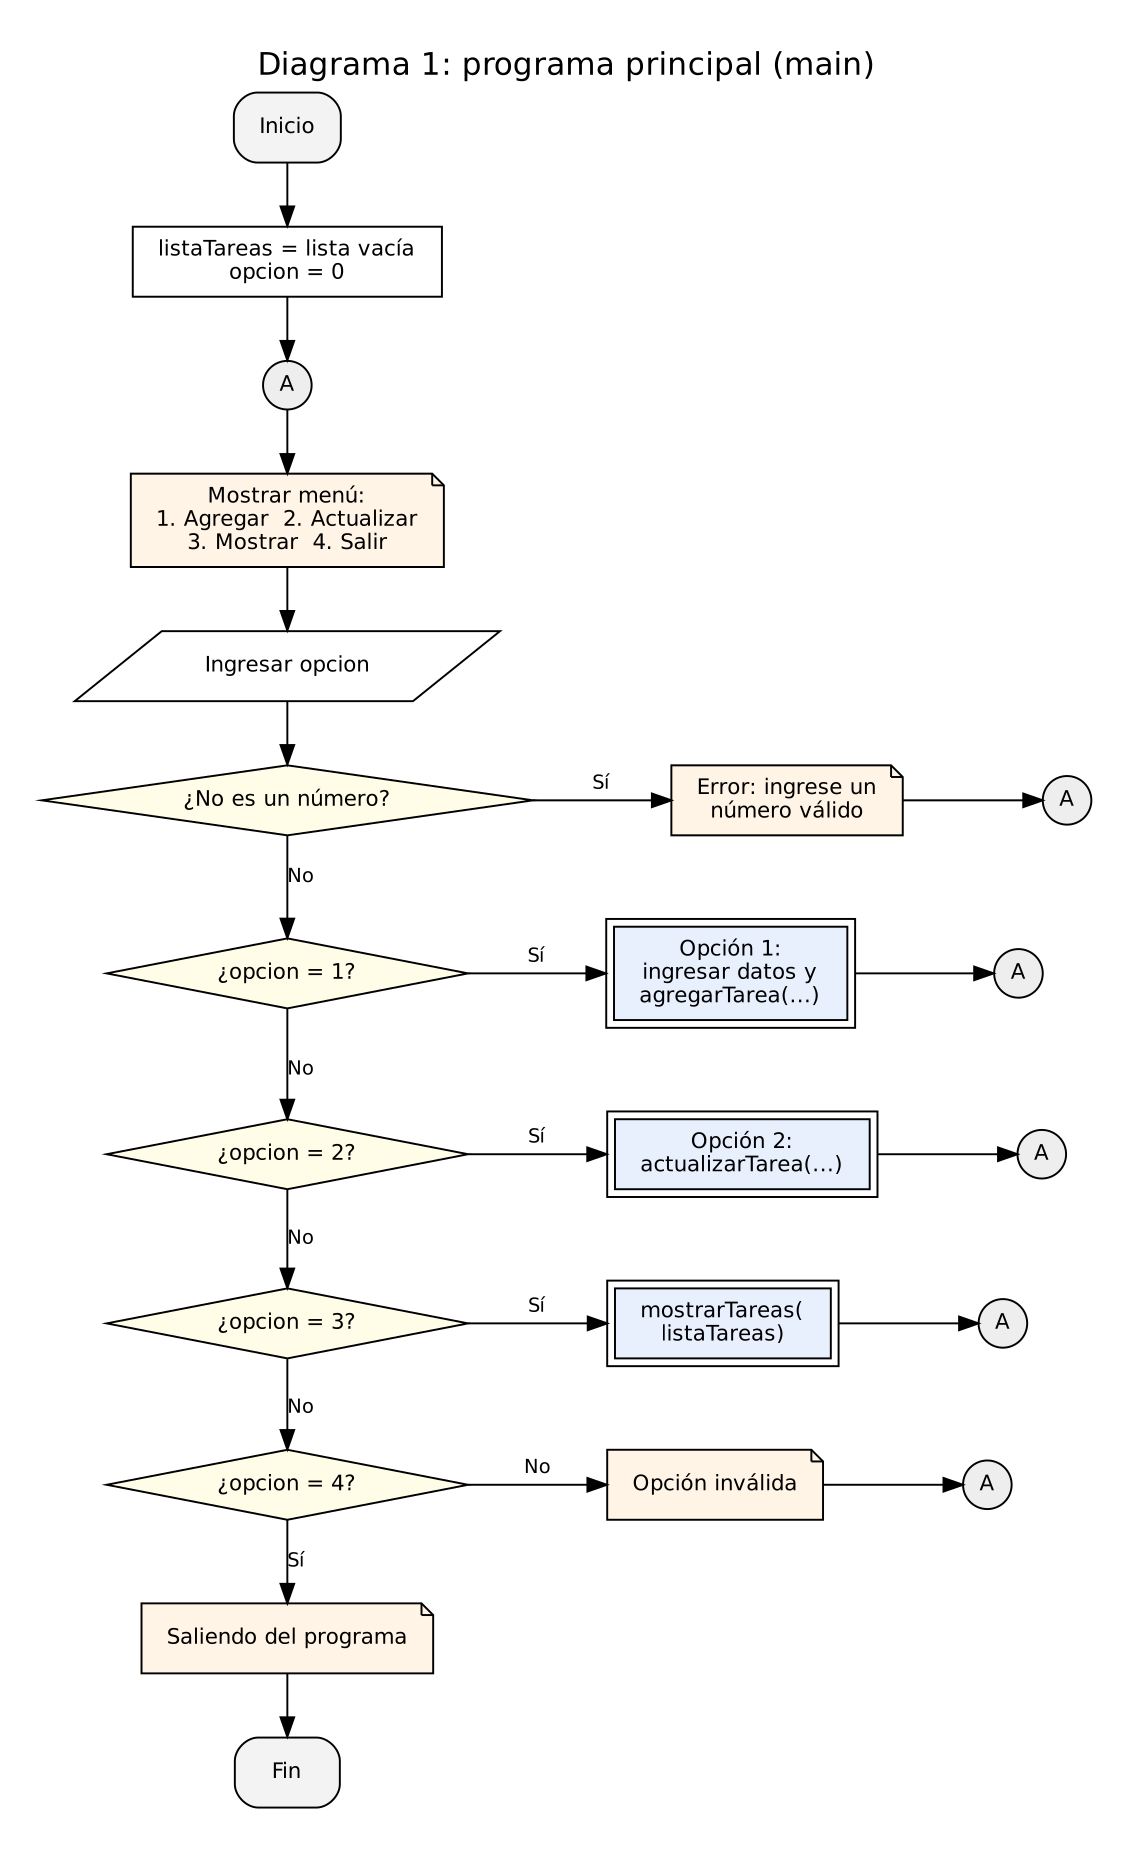 Diagrama 1: programa principal (main)
Inicio
listaTareas = lista vacía
opcion = 0
A
Mostrar menú:
1. Agregar  2. Actualizar
3. Mostrar  4. Salir
Ingresar opcion
¿No es un número?
Sí
Error: ingrese un
número válido
A
No
¿opcion = 1?
Sí
Opción 1:
ingresar datos y
agregarTarea(...)
A
No
¿opcion = 2?
Sí
Opción 2:
actualizarTarea(...)
A
No
¿opcion = 3?
Sí
mostrarTareas(
listaTareas)
A
No
¿opcion = 4?
No
Opción inválida
A
Sí
Saliendo del programa
Fin